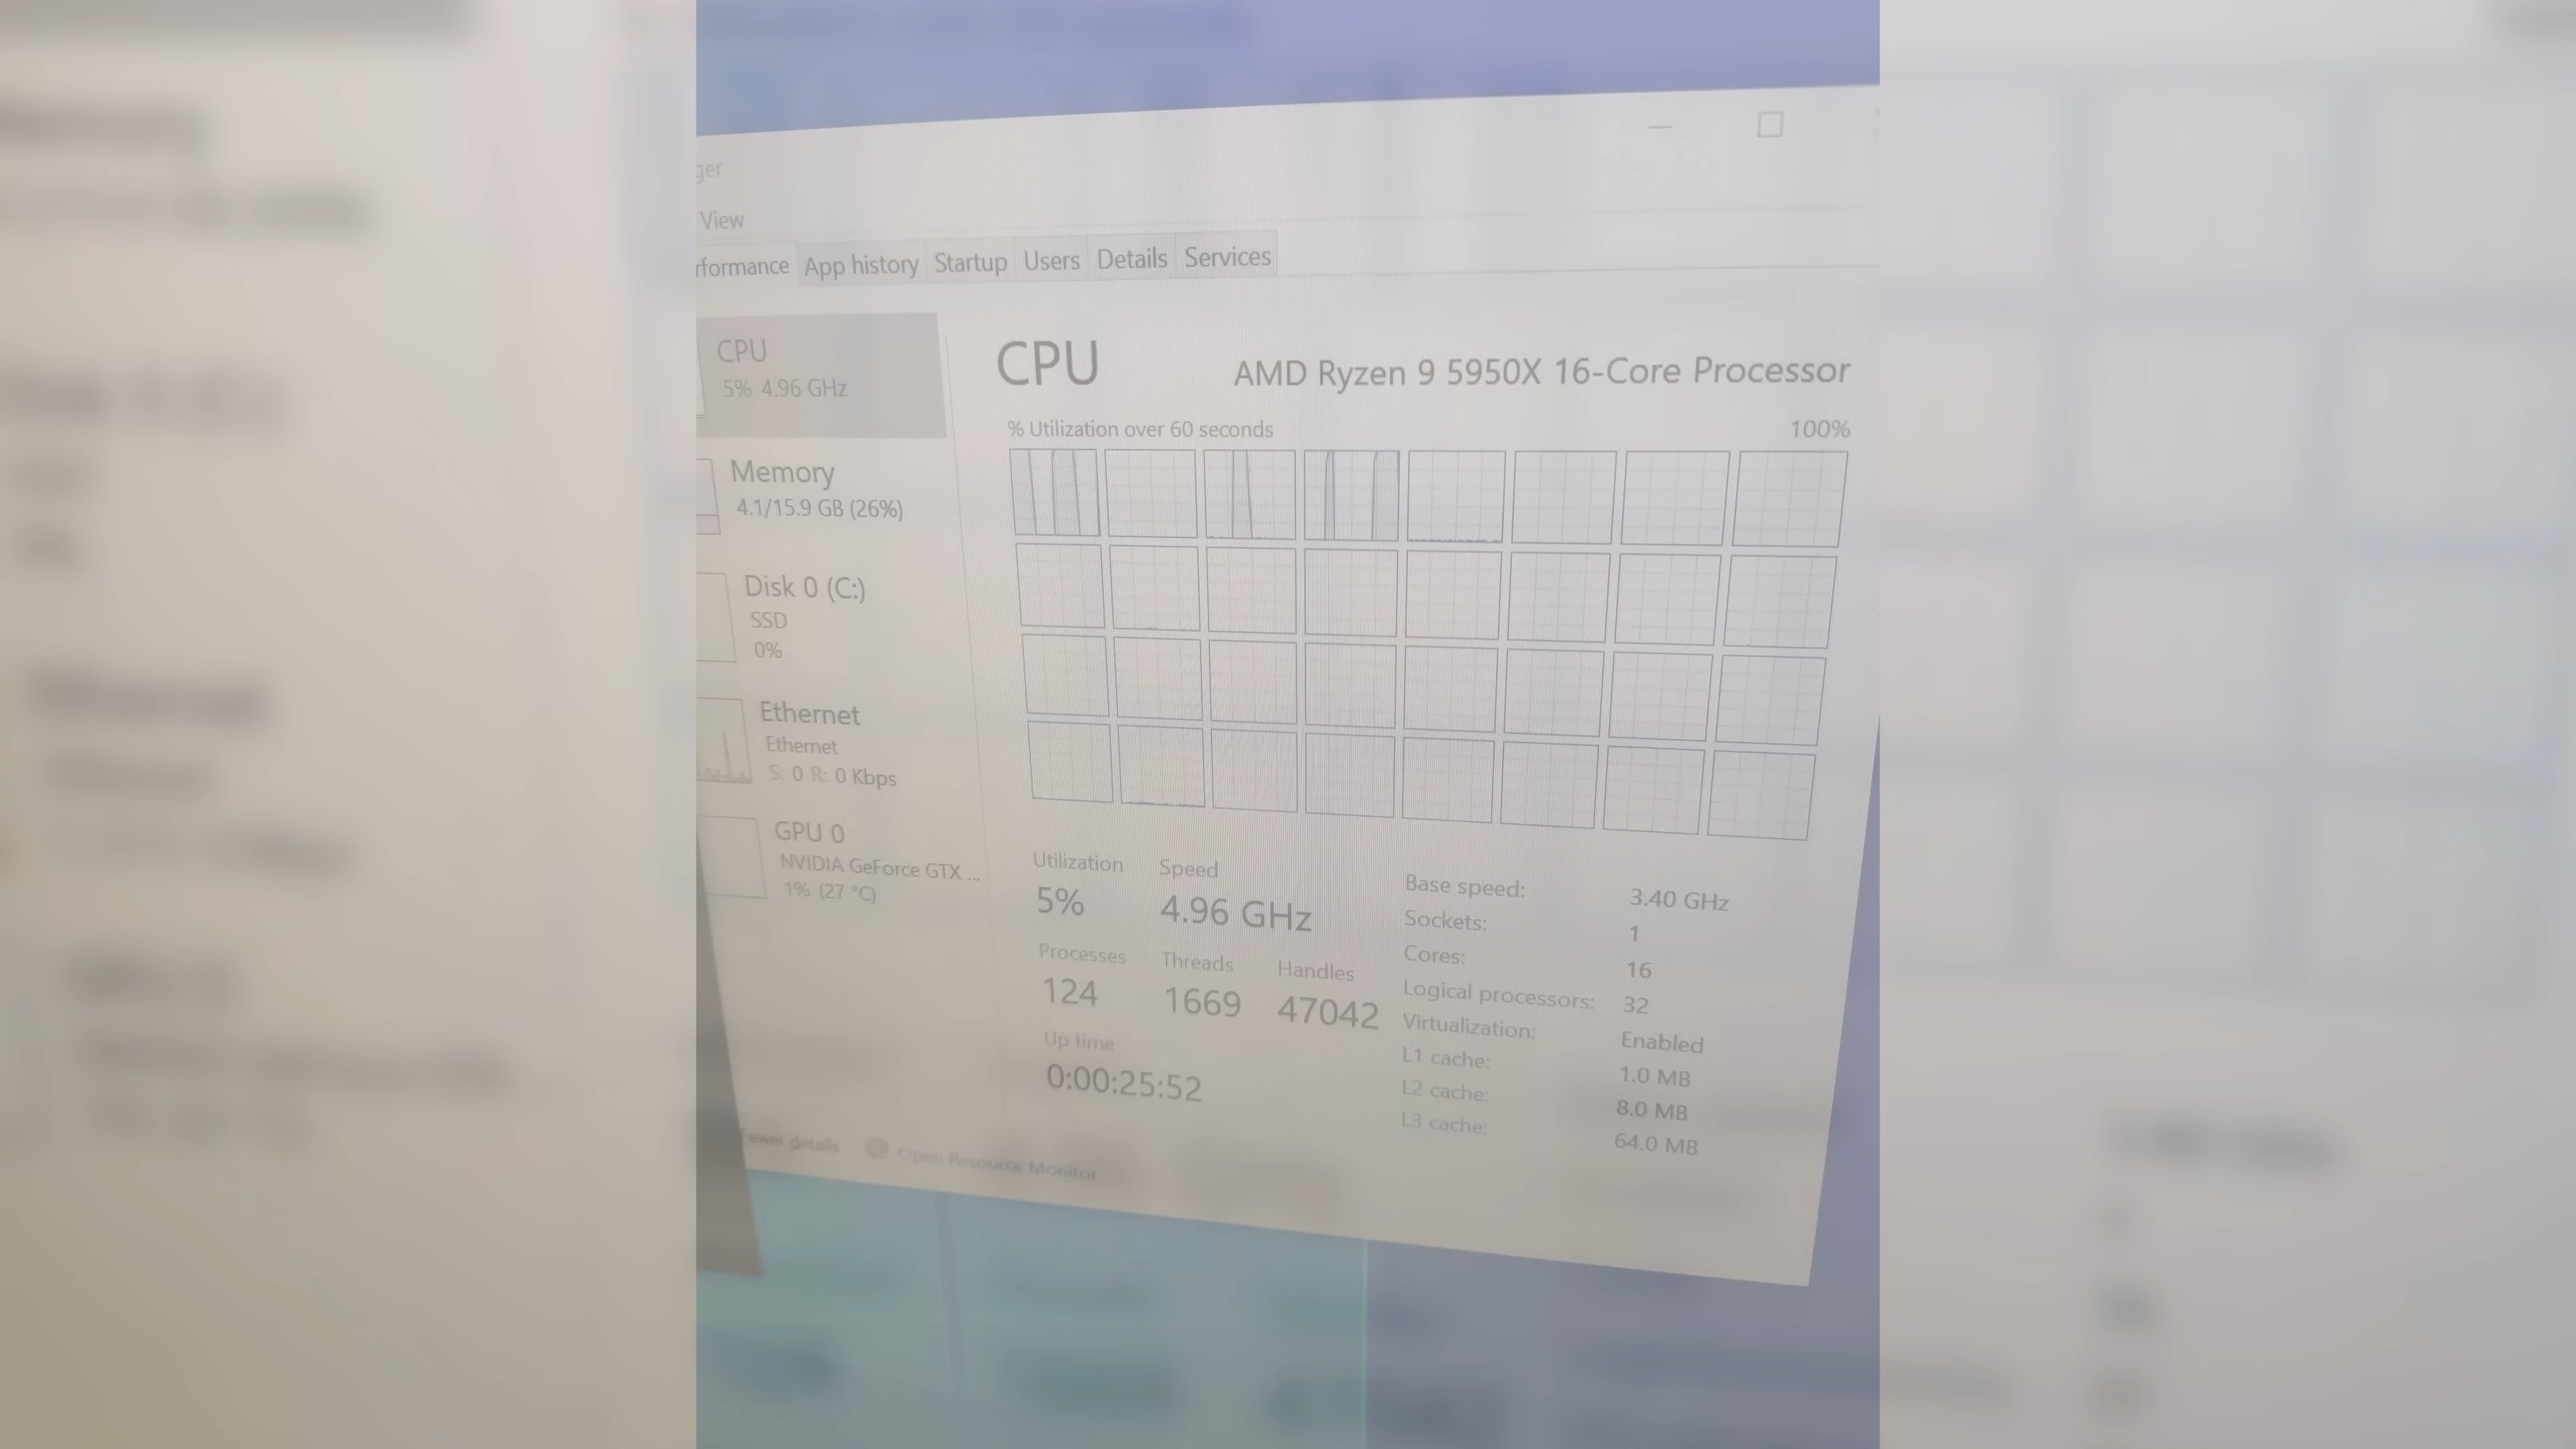 ger
View
rformance App history Startup Users Details Services
CPU
5% 4.96 GHz
Memory
4.1/15.9 GB (26%)
Disk 0 (C:)
SSD
0%
Ethernet
Ethernet
S: 0 R: 0 Kbps
GPU 0
NVIDIA GeForce GTX ...
1% (27 °C)
CPU AMD Ryzen 9 5950X 16-Core Processor
% Utilization over 60 seconds 100%
Utilization Speed
5% 4.96 GHz
Processes Threads Handles
124 1669 47042
Up time
0:00:25:52
Base speed: 3.40 GHz
Sockets: 1
Cores: 16
Logical processors: 32
Virtualization: Enabled
L1 cache: 1.0 MB
L2 cache: 8.0 MB
L3 cache: 64.0 MB
Fewer details Open Resource Monitor